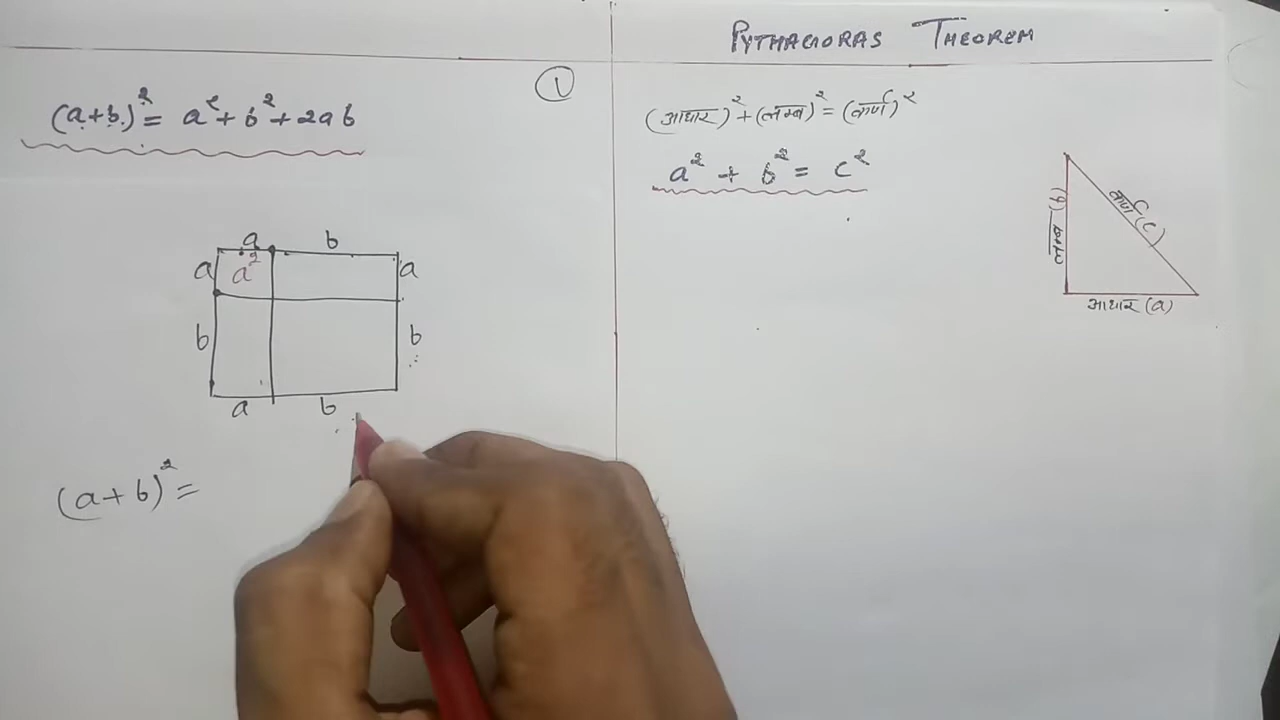 PYTHAGORAS THEOREM
①
(a+b)² = a² + b² + 2ab
a b
a a² a
b b
a b
(a+b)² =
(आधार)² + (लम्ब)² = (कर्ण)²
a² + b² = c²
कर्ण (c)
लम्ब (b)
आधार (a)